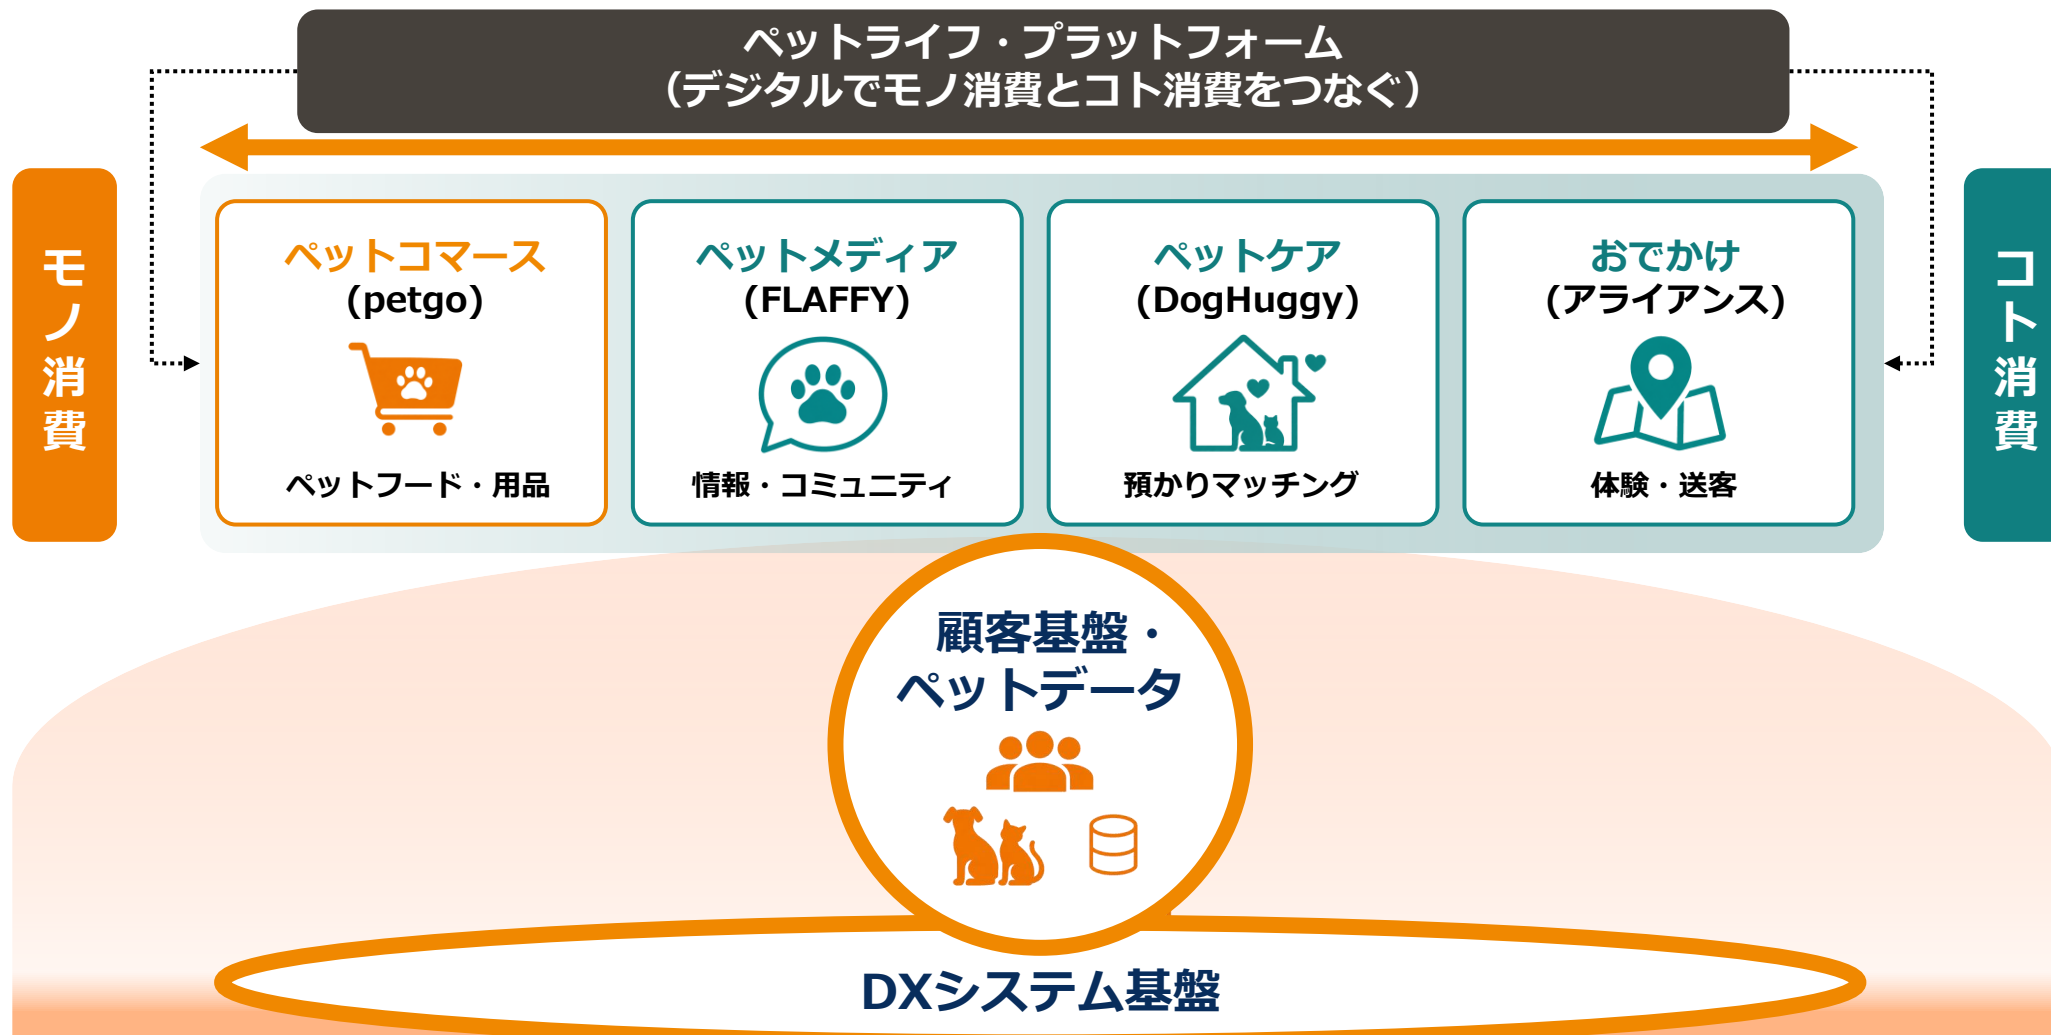 ペットライフ・プラットフォーム
（デジタルでモノ消費とコト消費をつなぐ）
モノ消費
ペットコマース
(petgo)
ペットフード・用品
ペットメディア
(FLAFFY)
情報・コミュニティ
ペットケア
(DogHuggy)
預かりマッチング
おでかけ
(アライアンス)
体験・送客
コト消費
顧客基盤・
ペットデータ
DXシステム基盤